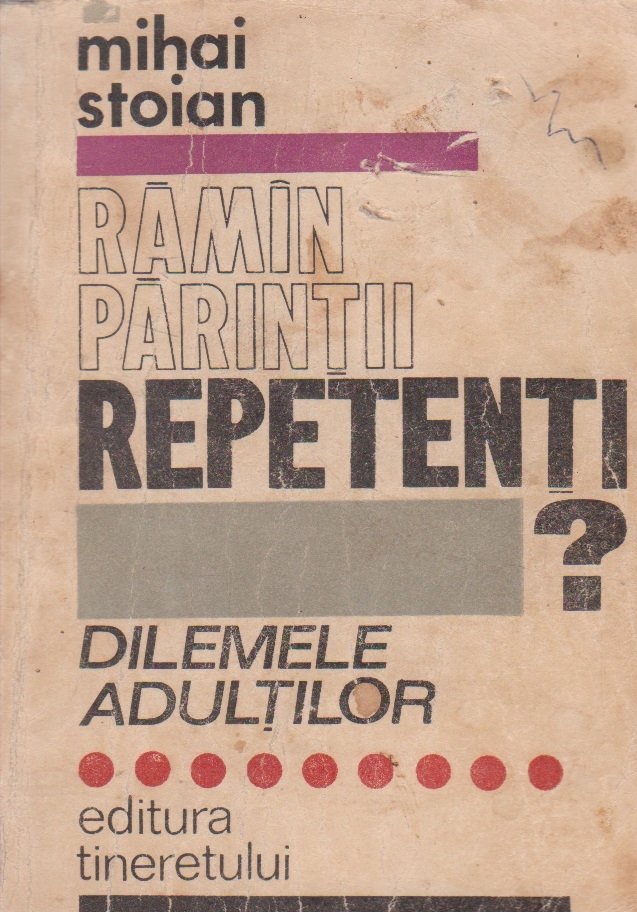 mihai
stoian
RĂMÎN
PĂRINȚII
REPETENȚI
?
DILEMELE
ADULȚILOR
editura
tineretului